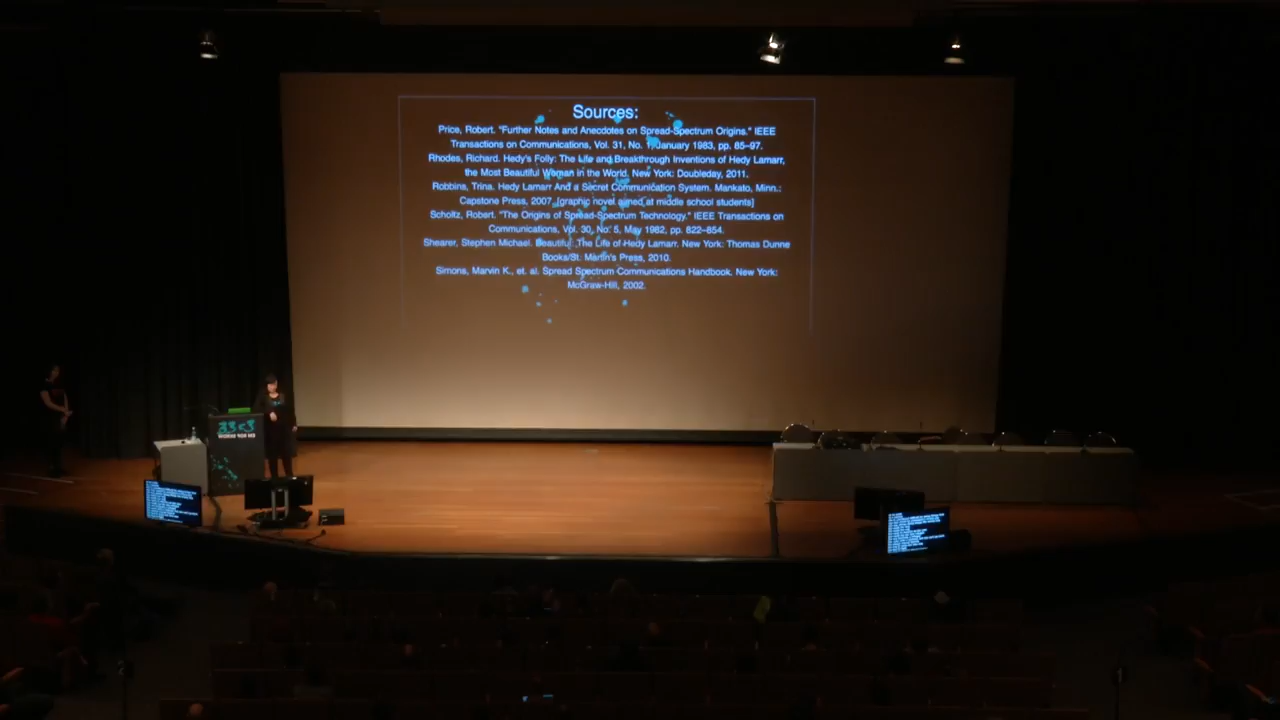 Sources:
Price, Robert. "Further Notes and Anecdotes on Spread-Spectrum Origins." IEEE
Transactions on Communications, Vol. 31, No. 1, January 1983, pp. 85–97.
Rhodes, Richard. Hedy's Folly: The Life and Breakthrough Inventions of Hedy Lamarr,
the Most Beautiful Woman in the World. New York: Doubleday, 2011.
Robbins, Trina. Hedy Lamarr And a Secret Communication System. Mankato, Minn.:
Capstone Press, 2007. [graphic novel aimed at middle school students]
Scholtz, Robert. "The Origins of Spread-Spectrum Technology." IEEE Transactions on
Communications, Vol. 30, No. 5, May 1982, pp. 822–854.
Shearer, Stephen Michael. Beautiful: The Life of Hedy Lamarr. New York: Thomas Dunne
Books/St. Martin's Press, 2010.
Simons, Marvin K., et. al. Spread Spectrum Communications Handbook. New York:
McGraw-Hill, 2002.
33c3
WORKS FOR ME